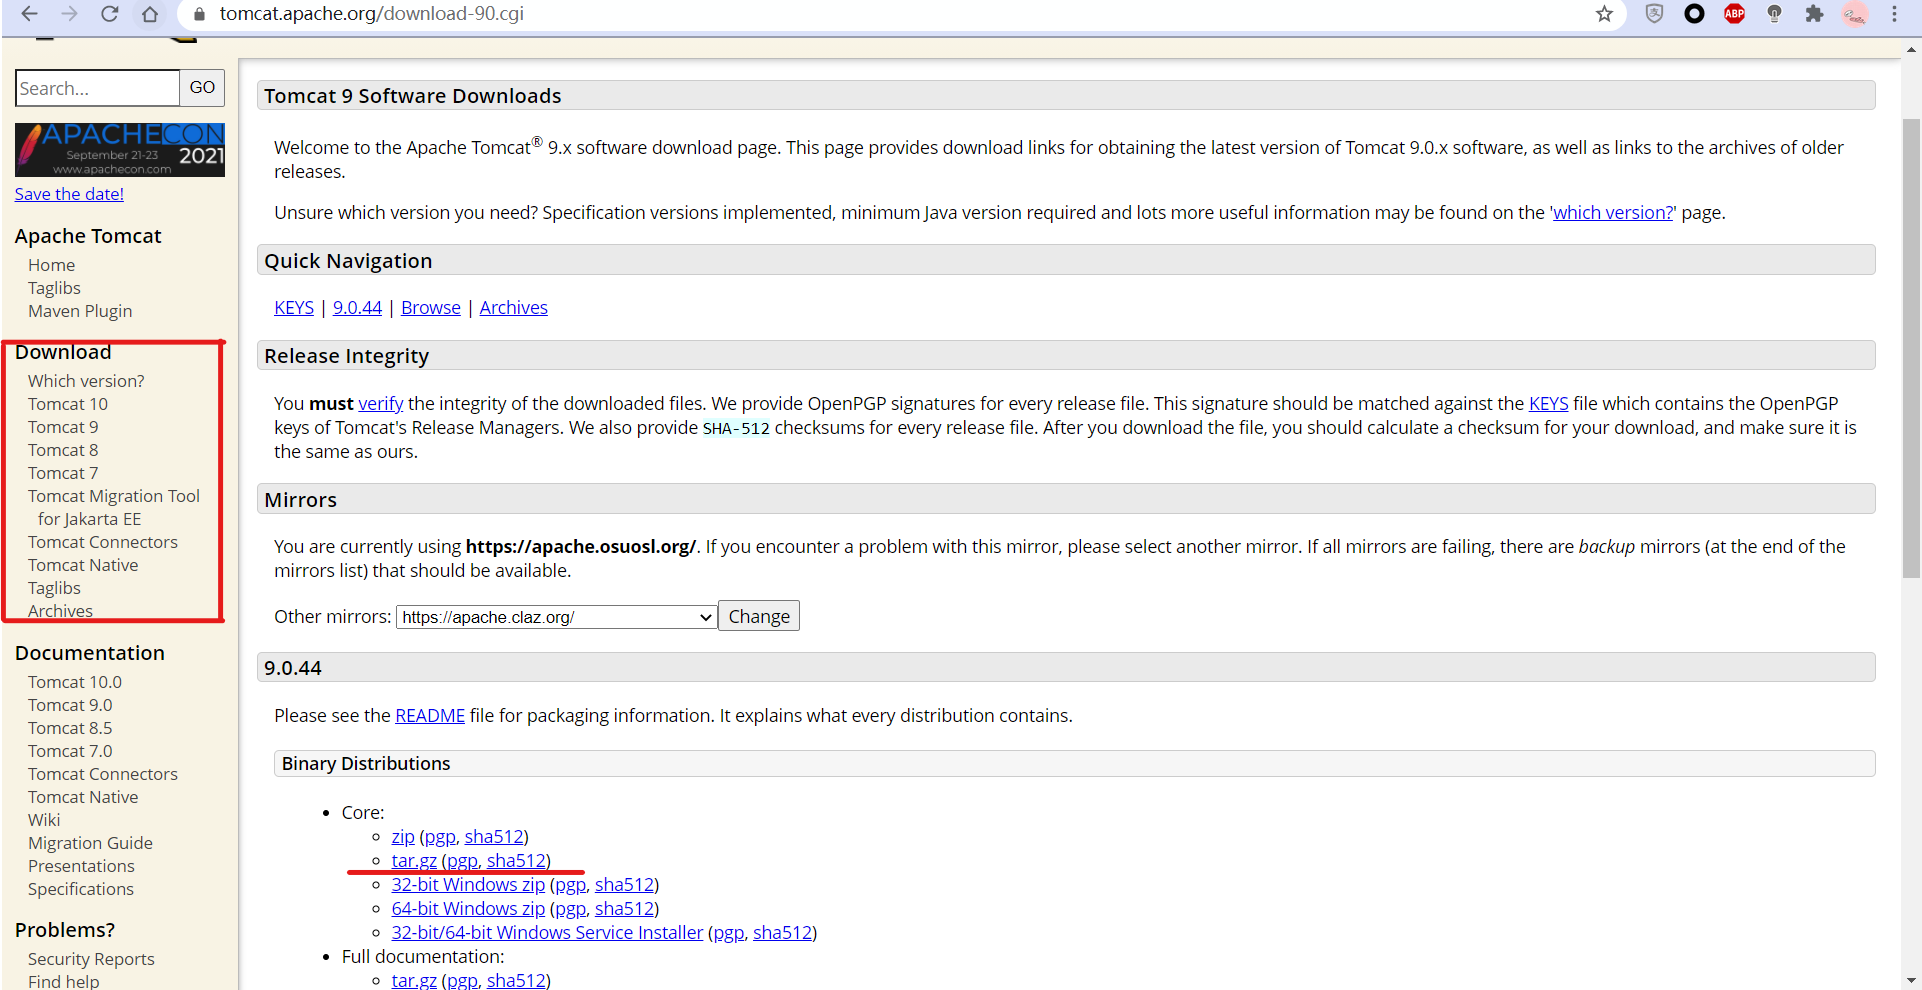 tomcat.apache.org/download-90.cgi
ABP
Search...
GO
APACHECON
September 21-23
2021
www.apachecon.com
Save the date!
Apache Tomcat
Home
Taglibs
Maven Plugin
Download
Which version?
Tomcat 10
Tomcat 9
Tomcat 8
Tomcat 7
Tomcat Migration Tool
for Jakarta EE
Tomcat Connectors
Tomcat Native
Taglibs
Archives
Documentation
Tomcat 10.0
Tomcat 9.0
Tomcat 8.5
Tomcat 7.0
Tomcat Connectors
Tomcat Native
Wiki
Migration Guide
Presentations
Specifications
Problems?
Security Reports
Find help
Tomcat 9 Software Downloads
Welcome to the Apache Tomcat® 9.x software download page. This page provides download links for obtaining the latest version of Tomcat 9.0.x software, as well as links to the archives of older
releases.
Unsure which version you need? Specification versions implemented, minimum Java version required and lots more useful information may be found on the 'which version?' page.
Quick Navigation
KEYS | 9.0.44 | Browse | Archives
Release Integrity
You must verify the integrity of the downloaded files. We provide OpenPGP signatures for every release file. This signature should be matched against the KEYS file which contains the OpenPGP
keys of Tomcat's Release Managers. We also provide SHA-512 checksums for every release file. After you download the file, you should calculate a checksum for your download, and make sure it is
the same as ours.
Mirrors
You are currently using https://apache.osuosl.org/. If you encounter a problem with this mirror, please select another mirror. If all mirrors are failing, there are backup mirrors (at the end of the
mirrors list) that should be available.
Other mirrors: https://apache.claz.org/ Change
9.0.44
Please see the README file for packaging information. It explains what every distribution contains.
Binary Distributions
• Core:
zip (pgp, sha512)
tar.gz (pgp, sha512)
32-bit Windows zip (pgp, sha512)
64-bit Windows zip (pgp, sha512)
32-bit/64-bit Windows Service Installer (pgp, sha512)
• Full documentation:
tar.gz (pgp, sha512)